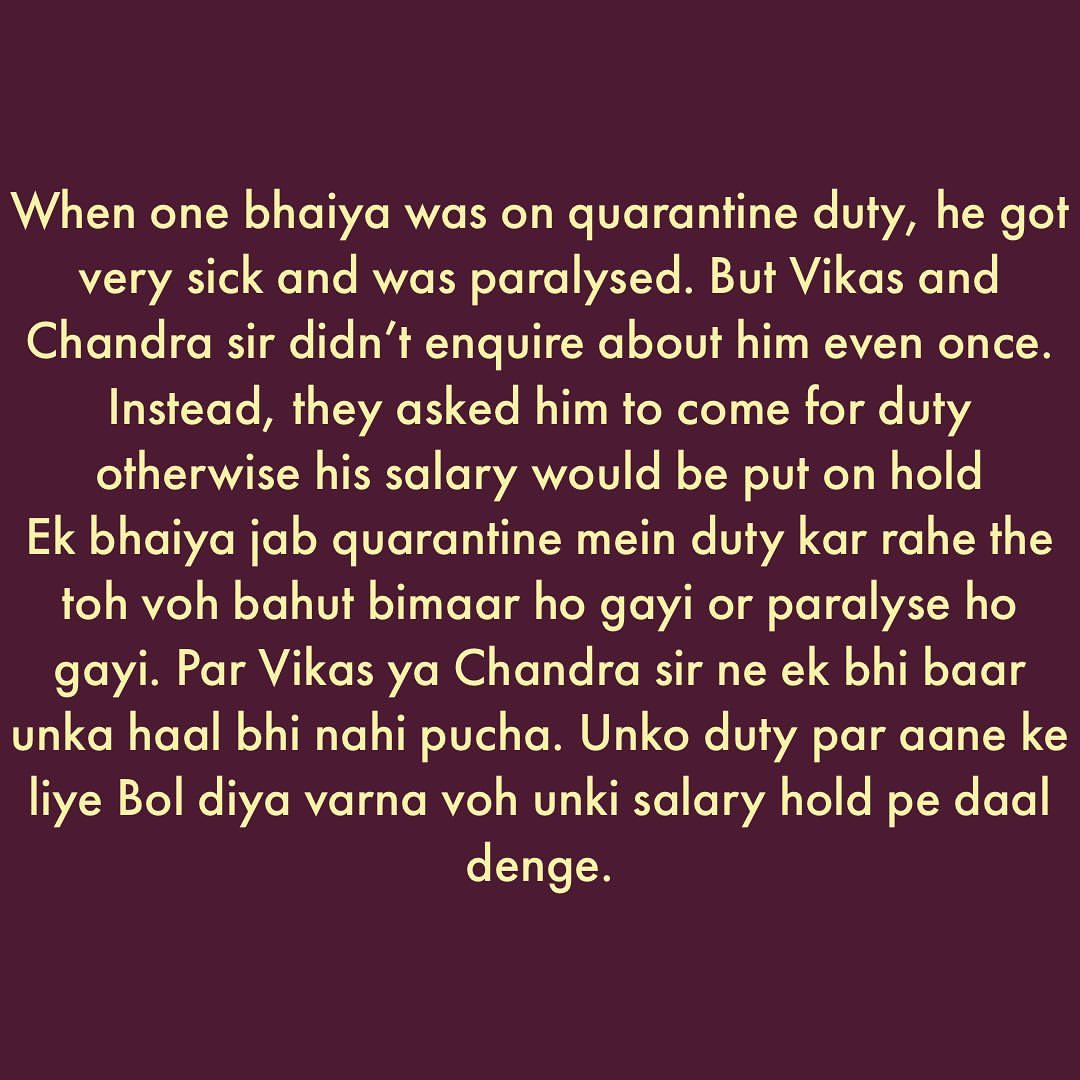 When one bhaiya was on quarantine duty, he got
very sick and was paralysed. But Vikas and
Chandra sir didn’t enquire about him even once.
Instead, they asked him to come for duty
otherwise his salary would be put on hold
Ek bhaiya jab quarantine mein duty kar rahe the
toh voh bahut bimaar ho gayi or paralyse ho
gayi. Par Vikas ya Chandra sir ne ek bhi baar
unka haal bhi nahi pucha. Unko duty par aane ke
liye Bol diya varna voh unki salary hold pe daal
denge.